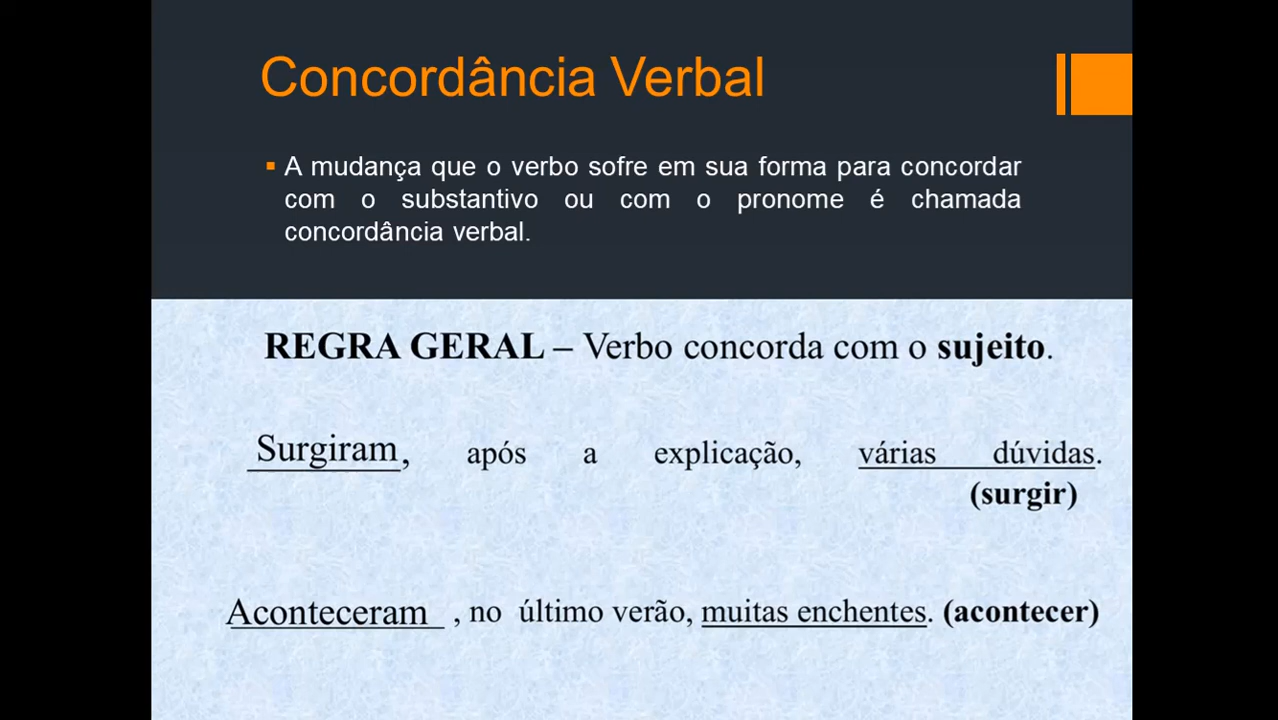 Concordância Verbal
A mudança que o verbo sofre em sua forma para concordar
com o substantivo ou com o pronome é chamada
concordância verbal.
REGRA GERAL – Verbo concorda com o sujeito.
Surgiram, após a explicação, várias dúvidas.
(surgir)
Aconteceram , no último verão, muitas enchentes. (acontecer)